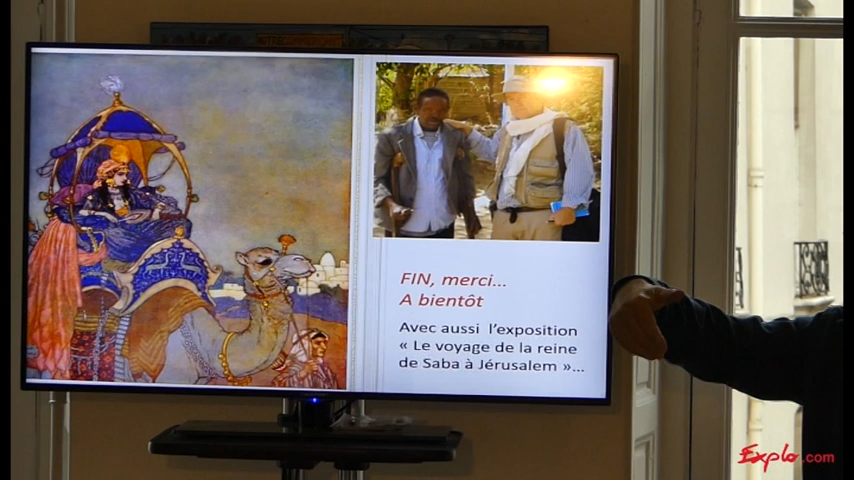 FIN, merci...
A bientôt
Avec aussi l'exposition
« Le voyage de la reine
de Saba à Jérusalem »...
Explo.com